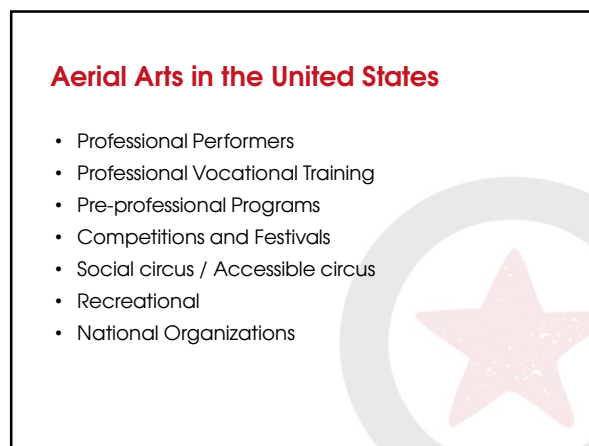 Aerial Arts in the United States
• Professional Performers
• Professional Vocational Training
• Pre-professional Programs
• Competitions and Festivals
• Social circus / Accessible circus
• Recreational
• National Organizations